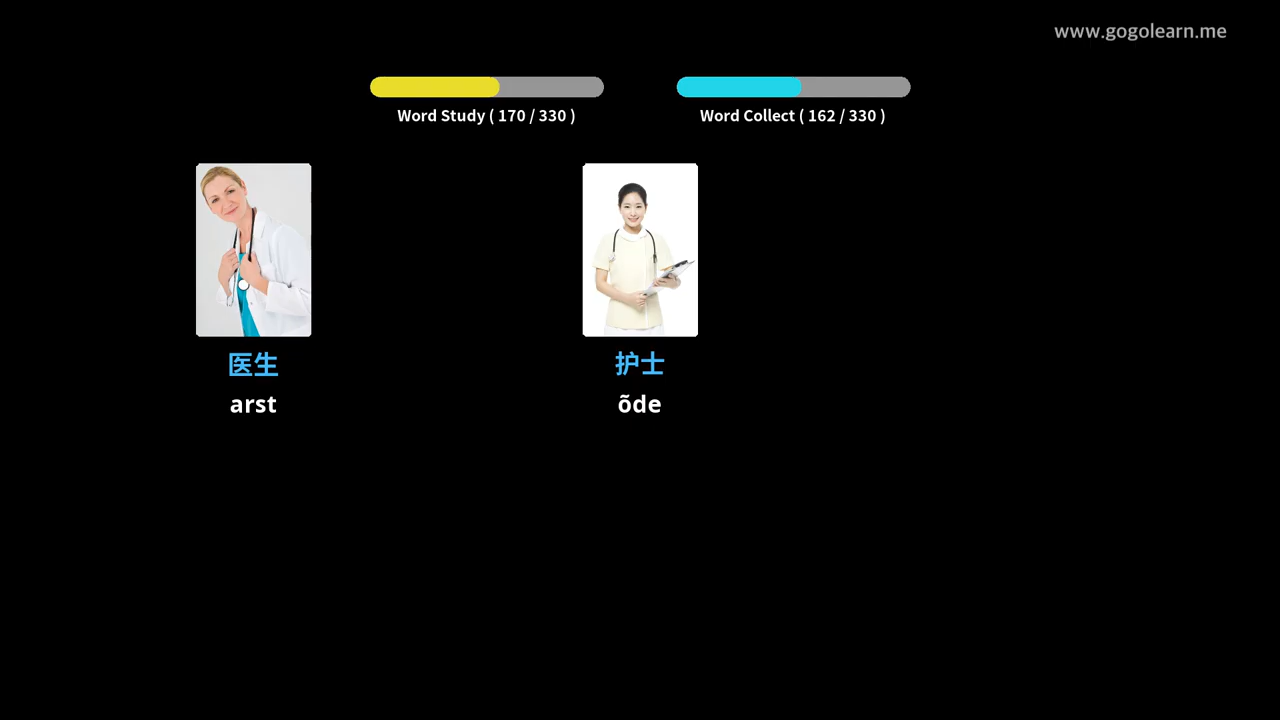 www.gogolearn.me
Word Study ( 170 / 330 )
Word Collect ( 162 / 330 )
医生
护士
arst
õde